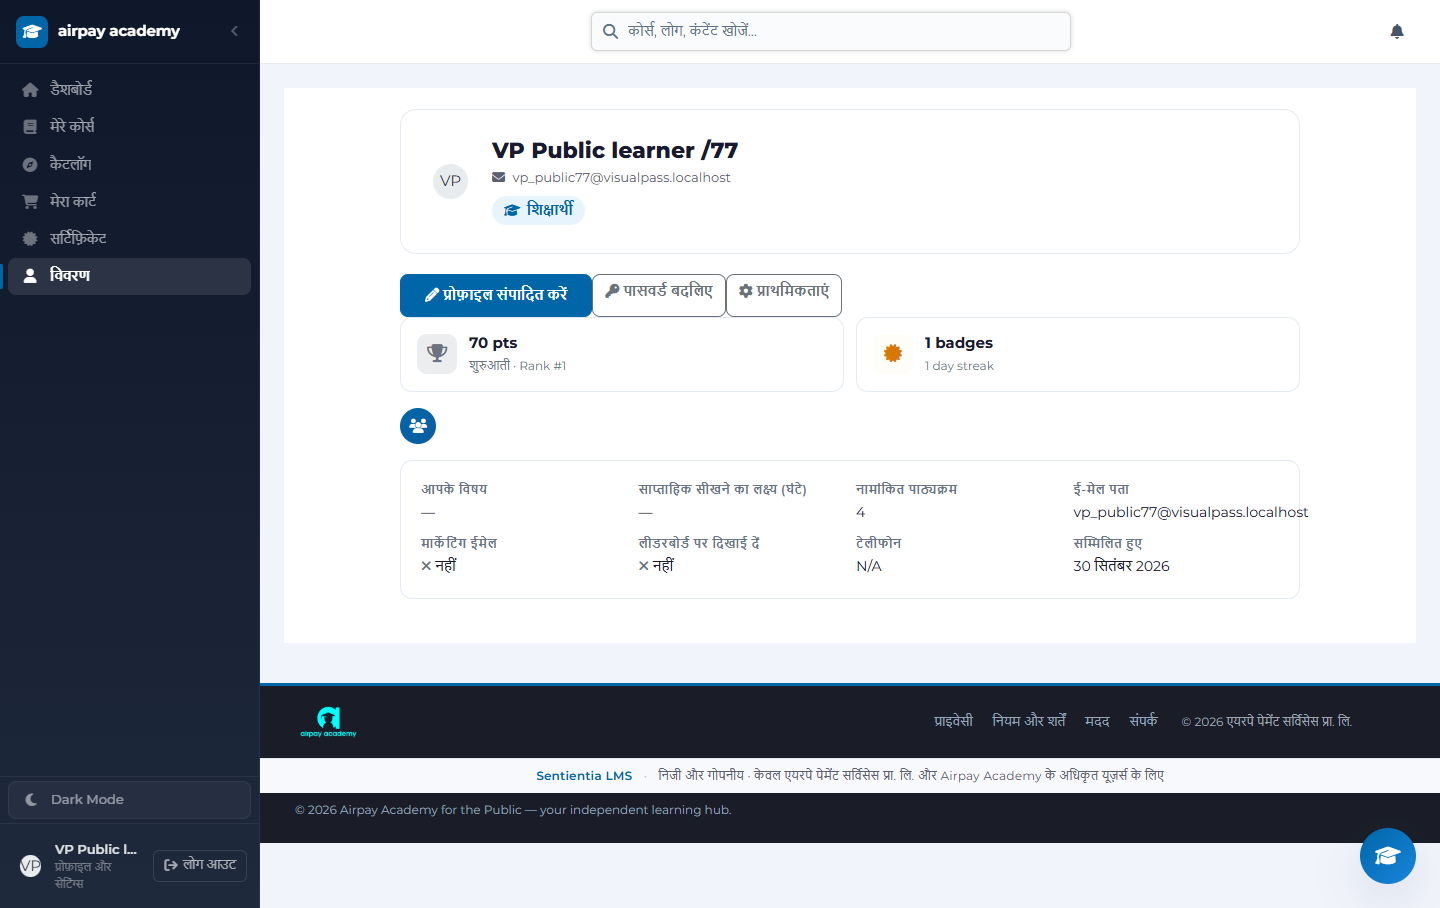 airpay academy
कोर्स, लोग, कंटेंट खोजें...
डैशबोर्ड
मेरे कोर्स
कैटलॉग
मेरा कार्ट
सर्टिफ़िकेट
विवरण
VP
VP Public learner /77
vp_public77@visualpass.localhost
शिक्षार्थी
प्रोफ़ाइल संपादित करें
पासवर्ड बदलिए
प्राथमिकताएं
70 pts
शुरुआती · Rank #1
1 badges
1 day streak
आपके विषय
—
साप्ताहिक सीखने का लक्ष्य (घंटे)
—
नामांकित पाठ्यक्रम
4
ई-मेल पता
vp_public77@visualpass.localhost
मार्केटिंग ईमेल
× नहीं
लीडरबोर्ड पर दिखाई दें
× नहीं
टेलीफोन
N/A
सम्मिलित हुए
30 सितंबर 2026
airpay academy
प्राइवेसी
नियम और शर्तें
मदद
संपर्क
© 2026 एयरपे पेमेंट सर्विसेस प्रा. लि.
Sentientia LMS · निजी और गोपनीय · केवल एयरपे पेमेंट सर्विसेस प्रा. लि. और Airpay Academy के अधिकृत यूज़र्स के लिए
© 2026 Airpay Academy for the Public — your independent learning hub.
Dark Mode
VP
VP Public l...
प्रोफ़ाइल और
सेटिंग्स
लोग आउट